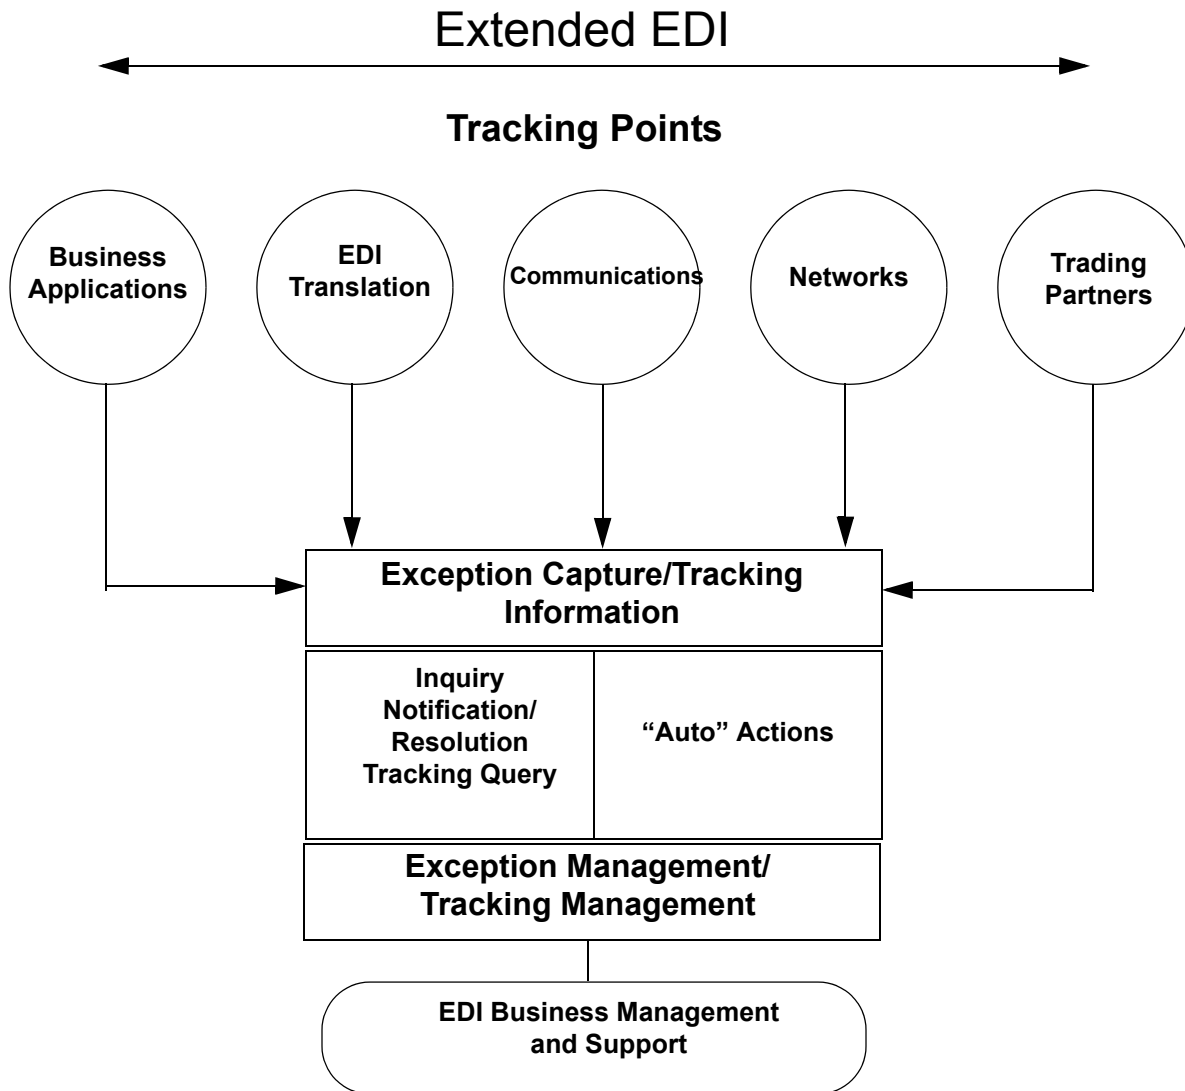 Extended EDI
Tracking Points
Business
Applications
EDI
Translation
Communications
Networks
Trading
Partners
Exception Capture/Tracking
Information
Inquiry
Notification/
Resolution
Tracking Query
“Auto” Actions
Exception Management/
Tracking Management
EDI Business Management
and Support